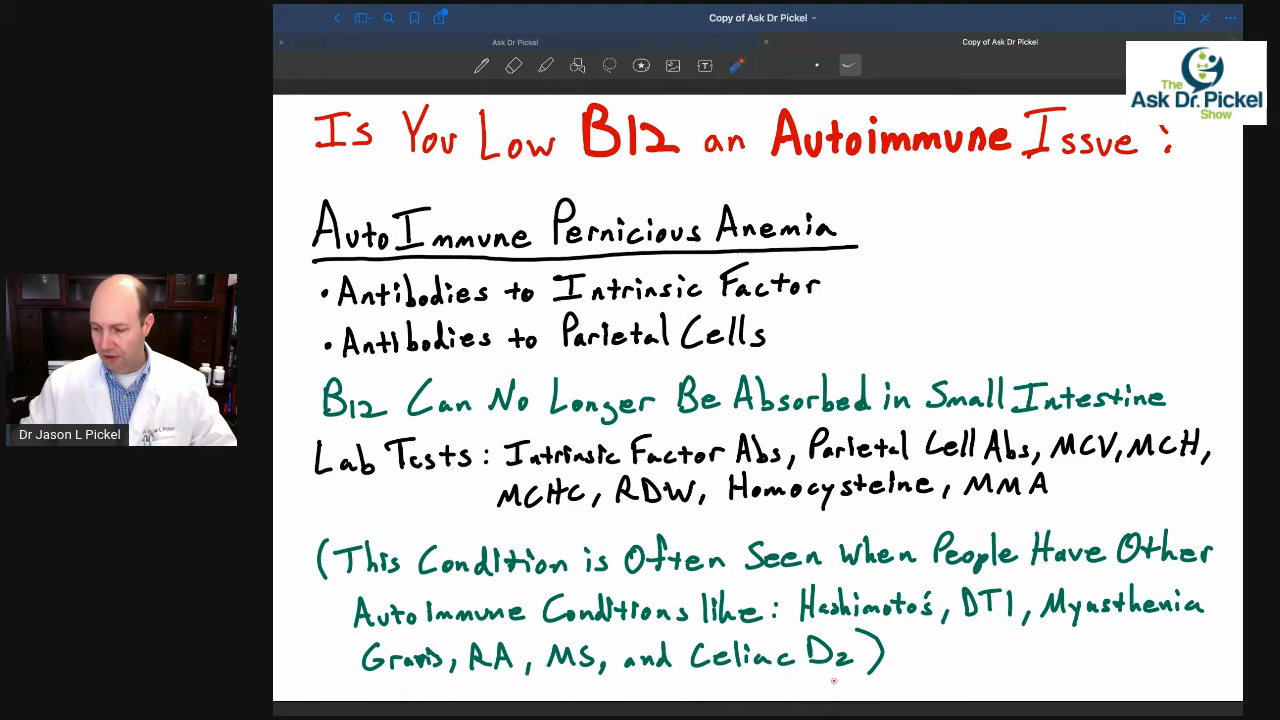 Copy of Ask Dr Pickel
Ask Dr Pickel
Copy of Ask Dr Pickel
The
Ask Dr. Pickel
Show
Is You Low B12 an Autoimmune Issue:
AutoImmune Pernicious Anemia
• Antibodies to Intrinsic Factor
• Antibodies to Parietal Cells
B12 Can No Longer Be Absorbed in Small Intestine
Lab Tests: Intrinsic Factor Abs, Parietal Cell Abs, MCV, MCH,
MCHC, RDW, Homocysteine, MMA
(This Condition is Often Seen When People Have Other
Autoimmune Conditions like: Hashimoto's, DT1, Myasthenia
Gravis, RA, MS, and Celiac Dz)
Dr Jason L Pickel